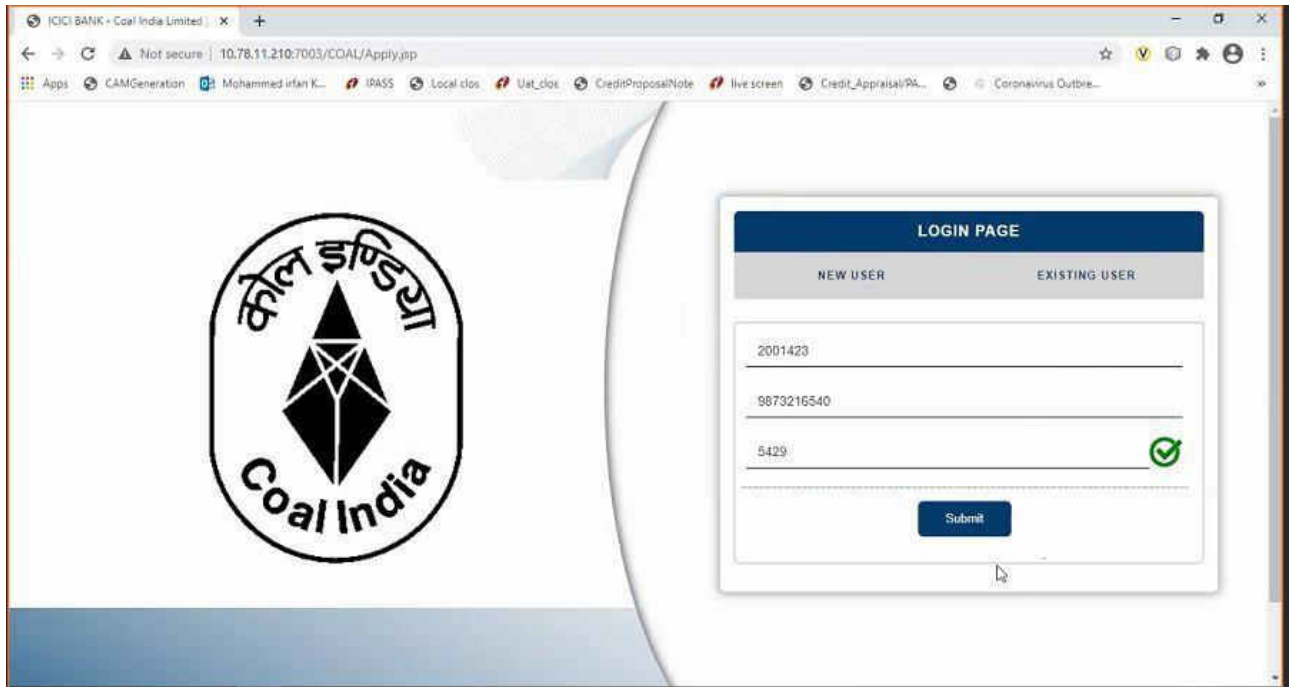 ICICI BANK - Coal India Limited
Not secure | 10.78.11.210:7003/COAL/Apply.jsp
Apps CAMGeneration Mohammed irfan K... IPASS Local clos Uat_clos CreditProposalNote live screen Credit_Appraisal/PA... Coronavirus Outbre...
कोल इण्डिया
Coal India
LOGIN PAGE
NEW USER EXISTING USER
2001423
9873216540
5429
Submit